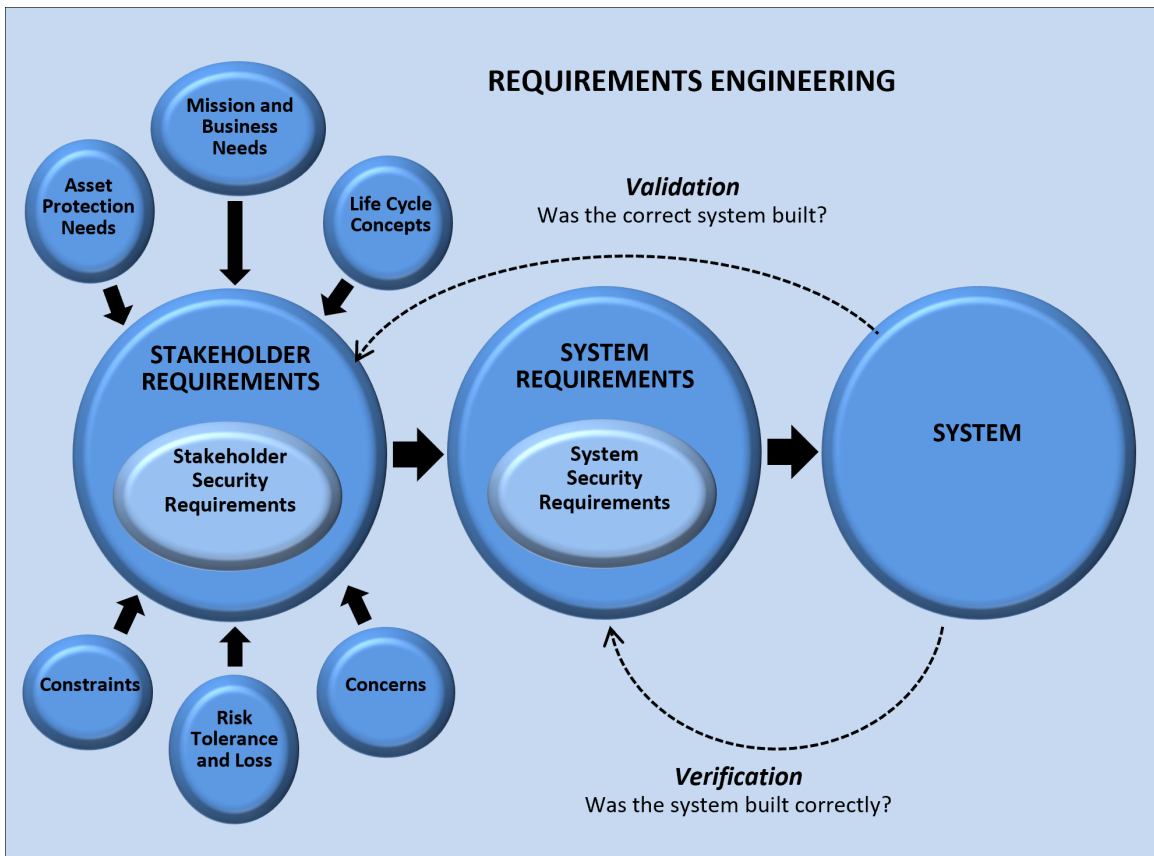 REQUIREMENTS ENGINEERING
Mission and
Business
Needs
Asset
Protection
Needs
Life Cycle
Concepts
Validation
Was the correct system built?
STAKEHOLDER
REQUIREMENTS
Stakeholder
Security
Requirements
SYSTEM
REQUIREMENTS
System
Security
Requirements
SYSTEM
Constraints
Risk
Tolerance
and Loss
Concerns
Verification
Was the system built correctly?